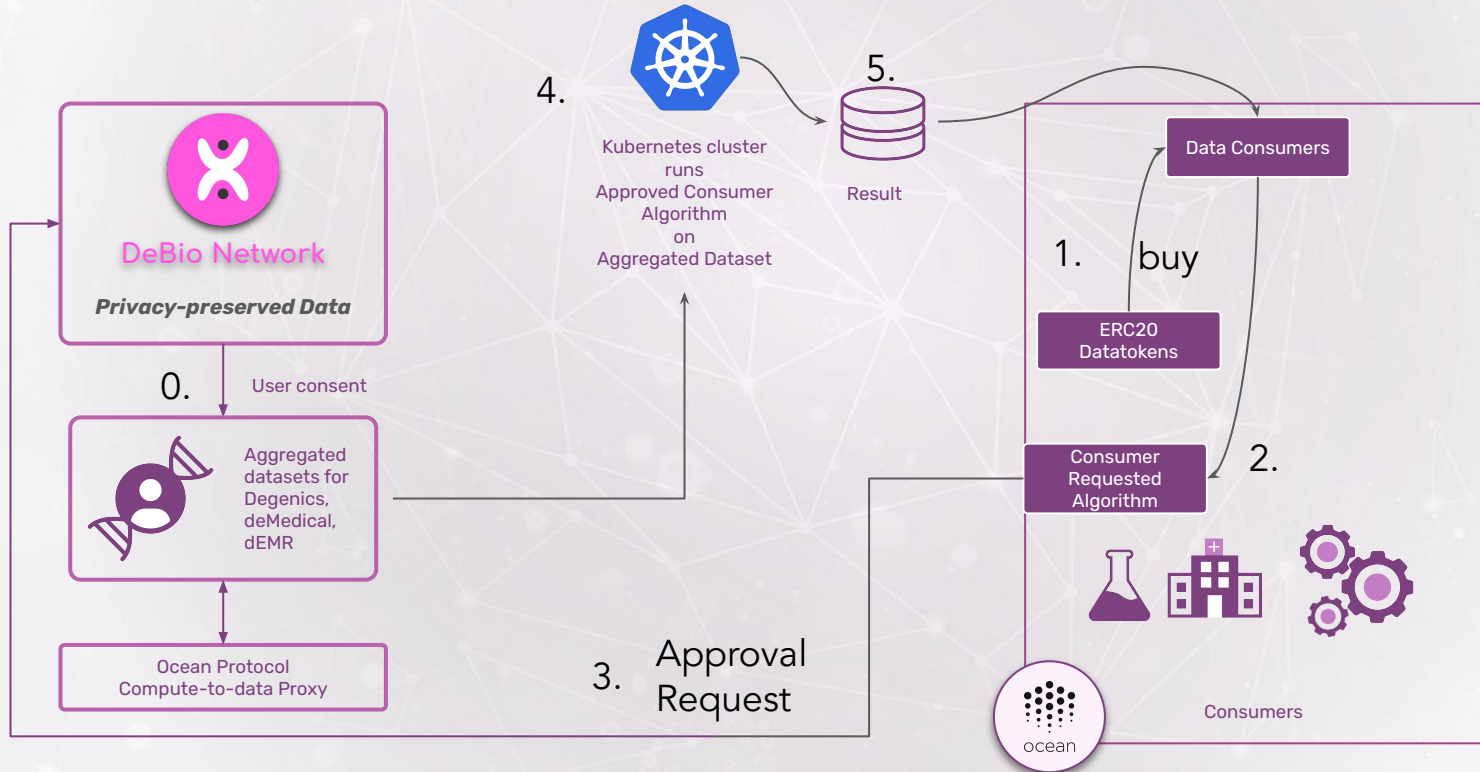 DeBio Network
Privacy-preserved Data
0.
User consent
Aggregated
datasets for
Degenics,
deMedical,
dEMR
Ocean Protocol
Compute-to-data Proxy
4.
Kubernetes cluster
runs
Approved Consumer
Algorithm
on
Aggregated Dataset
5.
Result
Data Consumers
1.
buy
ERC20
Datatokens
2.
Consumer
Requested
Algorithm
3.
Approval
Request
ocean
Consumers